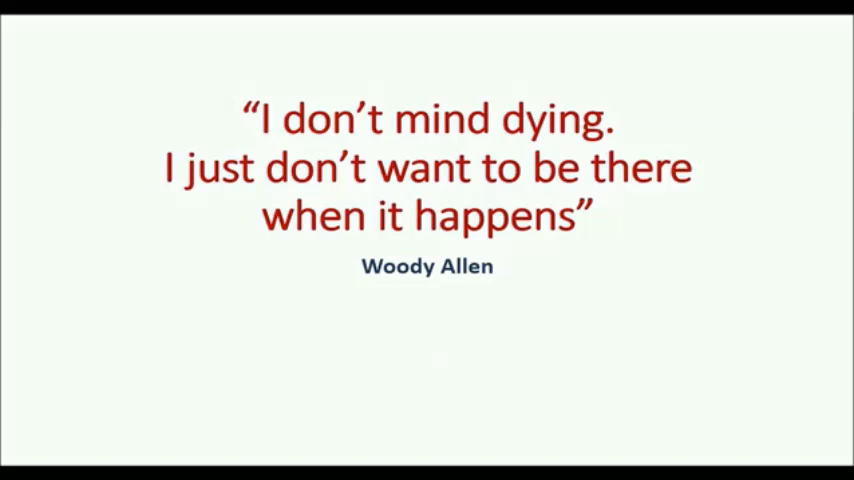 “I don’t mind dying.
I just don’t want to be there
when it happens”
Woody Allen